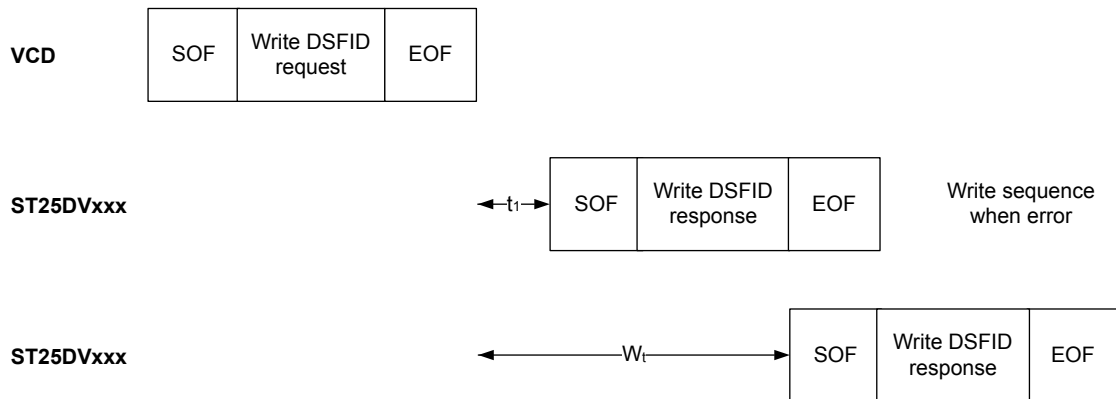 VCD
SOF
Write DSFID
request
EOF
ST25DVxxx
t1
SOF
Write DSFID
response
EOF
Write sequence
when error
ST25DVxxx
Wt
SOF
Write DSFID
response
EOF